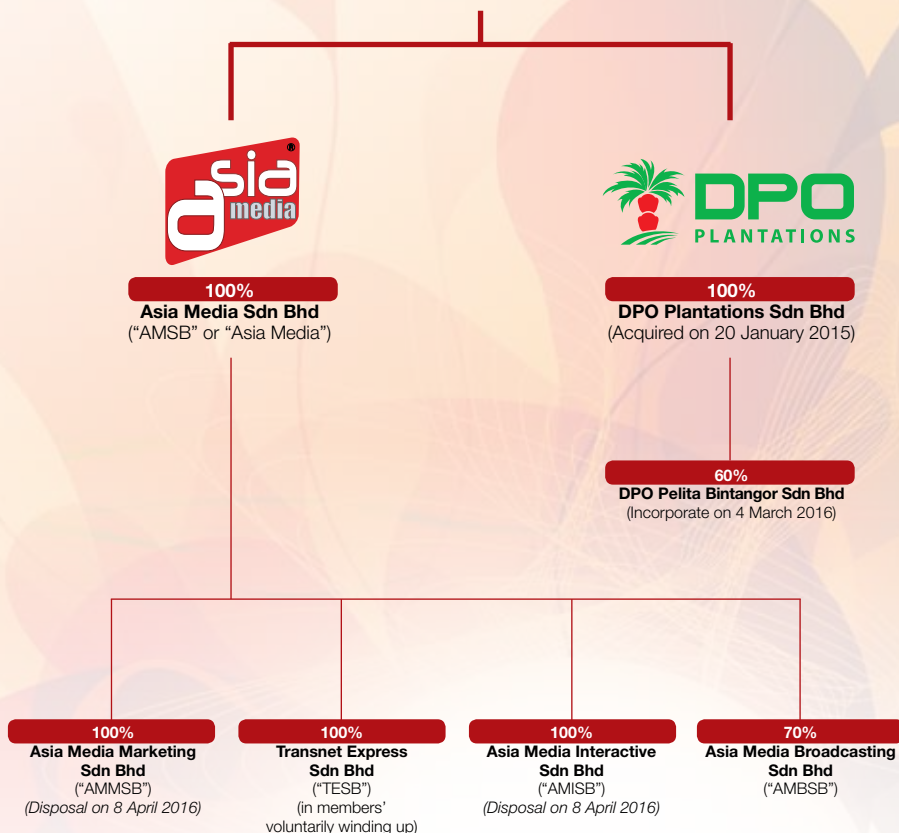 asia
media
®
DPO
PLANTATIONS
100%
Asia Media Sdn Bhd
(“AMSB” or “Asia Media”)
100%
DPO Plantations Sdn Bhd
(Acquired on 20 January 2015)
60%
DPO Pelita Bintangor Sdn Bhd
(Incorporate on 4 March 2016)
100%
Asia Media Marketing
Sdn Bhd
(“AMMSB”)
(Disposal on 8 April 2016)
100%
Transnet Express
Sdn Bhd
(“TESB”)
(in members’
voluntarily winding up)
100%
Asia Media Interactive
Sdn Bhd
(“AMISB”)
(Disposal on 8 April 2016)
70%
Asia Media Broadcasting
Sdn Bhd
(“AMBSB”)